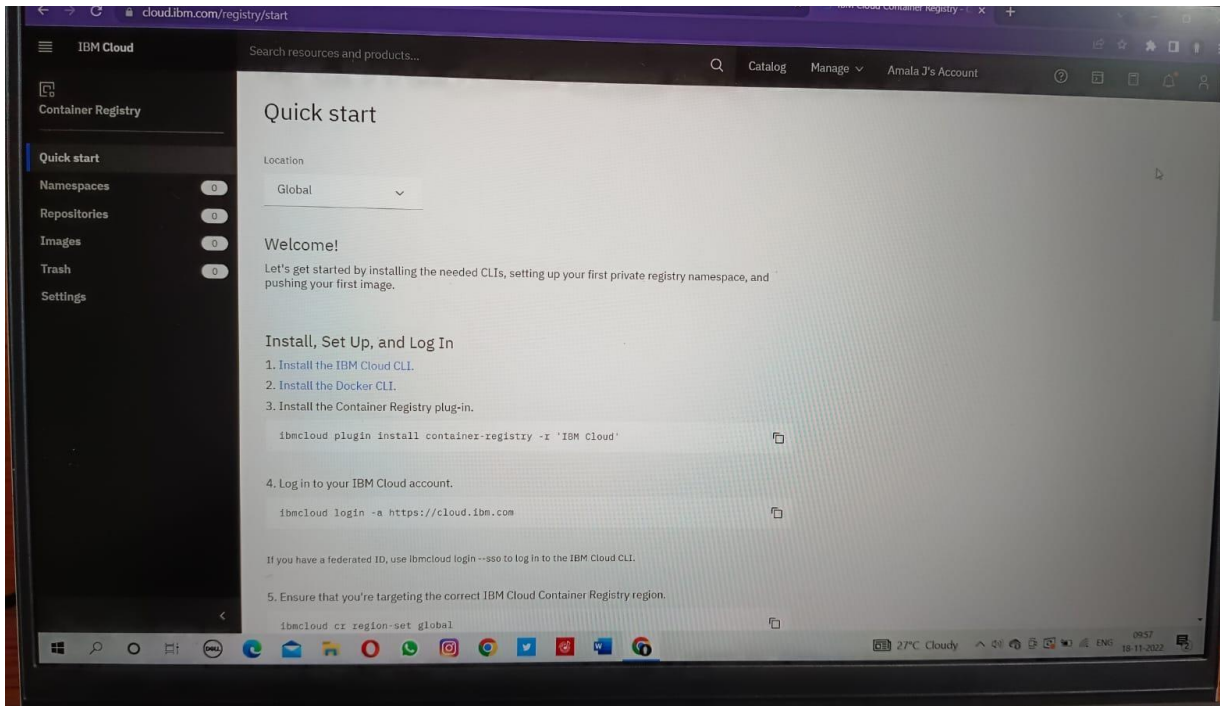 cloud.ibm.com/registry/start
IBM Cloud Container Registry -
IBM Cloud
Search resources and products...
Catalog
Manage
Amala J's Account
Container Registry
Quick start
Namespaces 0
Repositories 0
Images 0
Trash 0
Settings
Quick start
Location
Global
Welcome!
Let's get started by installing the needed CLIs, setting up your first private registry namespace, and
pushing your first image.
Install, Set Up, and Log In
1. Install the IBM Cloud CLI.
2. Install the Docker CLI.
3. Install the Container Registry plug-in.
ibmcloud plugin install container-registry -r 'IBM Cloud'
4. Log in to your IBM Cloud account.
ibmcloud login -a https://cloud.ibm.com
If you have a federated ID, use ibmcloud login --sso to log in to the IBM Cloud CLI.
5. Ensure that you're targeting the correct IBM Cloud Container Registry region.
ibmcloud cr region-set global
DELL
27°C Cloudy
ENG
09:57
18-11-2022